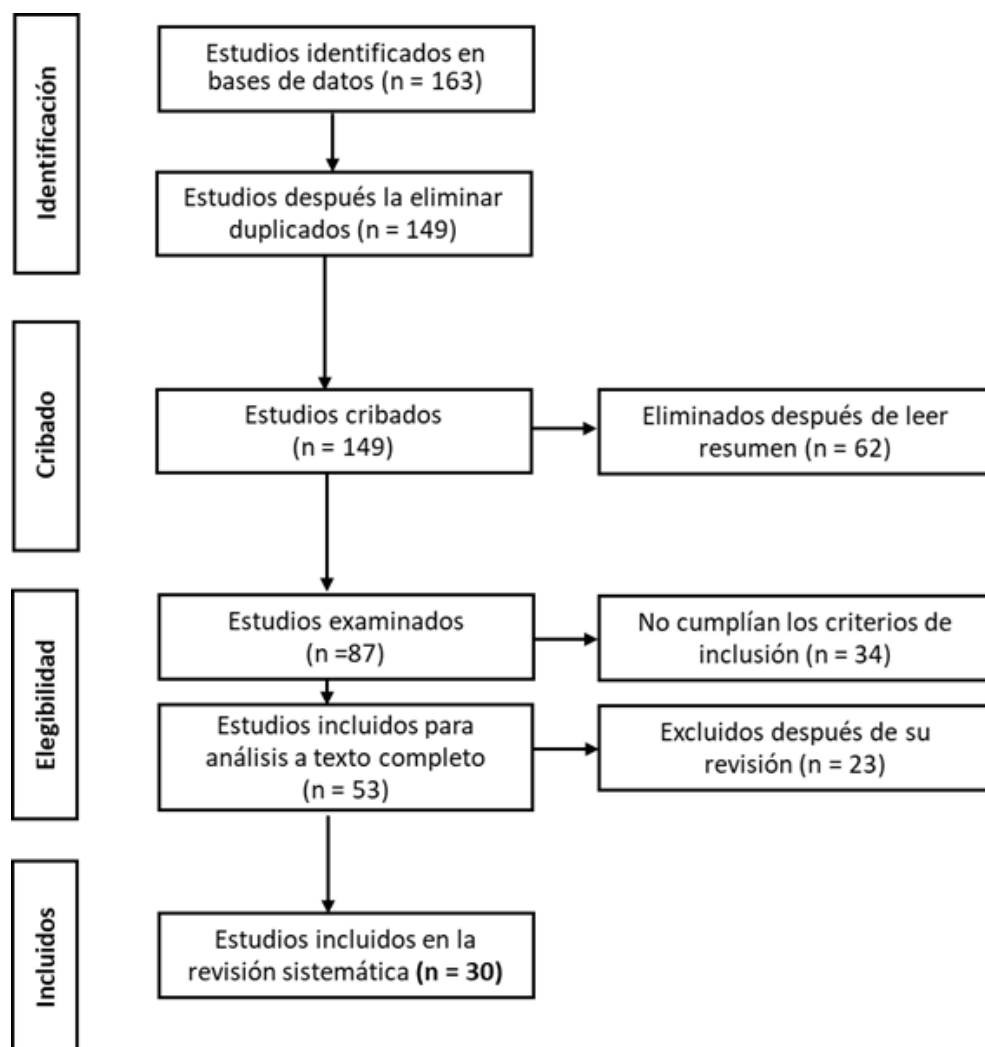 Identificación
Estudios identificados en
bases de datos (n = 163)
Estudios después la eliminar
duplicados (n = 149)
Cribado
Estudios cribados
(n = 149)
Eliminados después de leer
resumen (n = 62)
Elegibilidad
Estudios examinados
(n =87)
No cumplían los criterios de
inclusión (n = 34)
Estudios incluidos para
análisis a texto completo
(n = 53)
Excluidos después de su
revisión (n = 23)
Incluidos
Estudios incluidos en la
revisión sistemática (n = 30)